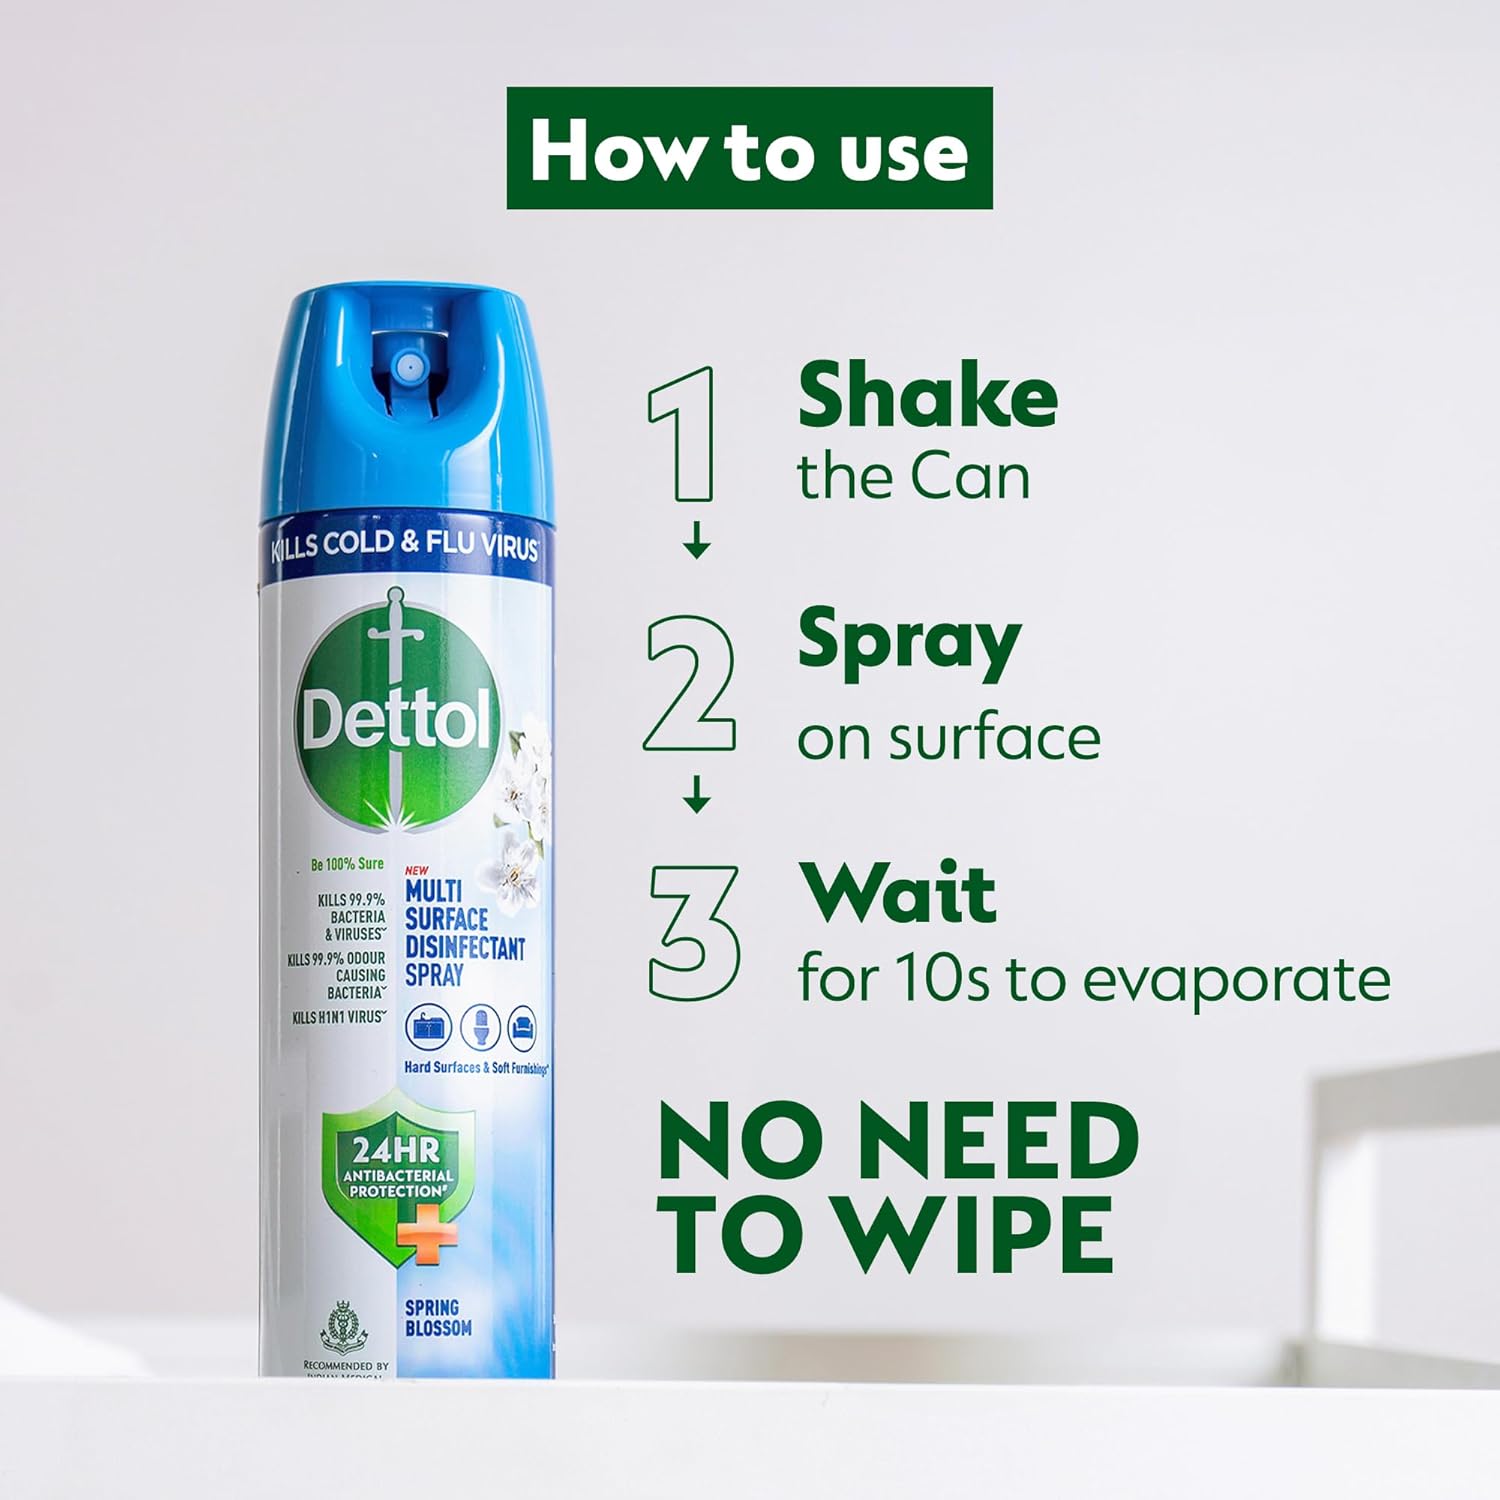 How to use
KILLS COLD & FLU VIRUS
Dettol
Be 100% Sure
KILLS 99.9%
BACTERIA
& VIRUSES~
KILLS 99.9% ODOUR
CAUSING
BACTERIA~
KILLS H1N1 VIRUS~
NEW
MULTI
SURFACE
DISINFECTANT
SPRAY
Hard Surfaces & Soft Furnishings^
24HR
ANTIBACTERIAL
PROTECTION#
SPRING
BLOSSOM
RECOMMENDED BY
INDIAN MEDICAL
1
Shake
the Can
2
Spray
on surface
3
Wait
for 10s to evaporate
NO NEED
TO WIPE